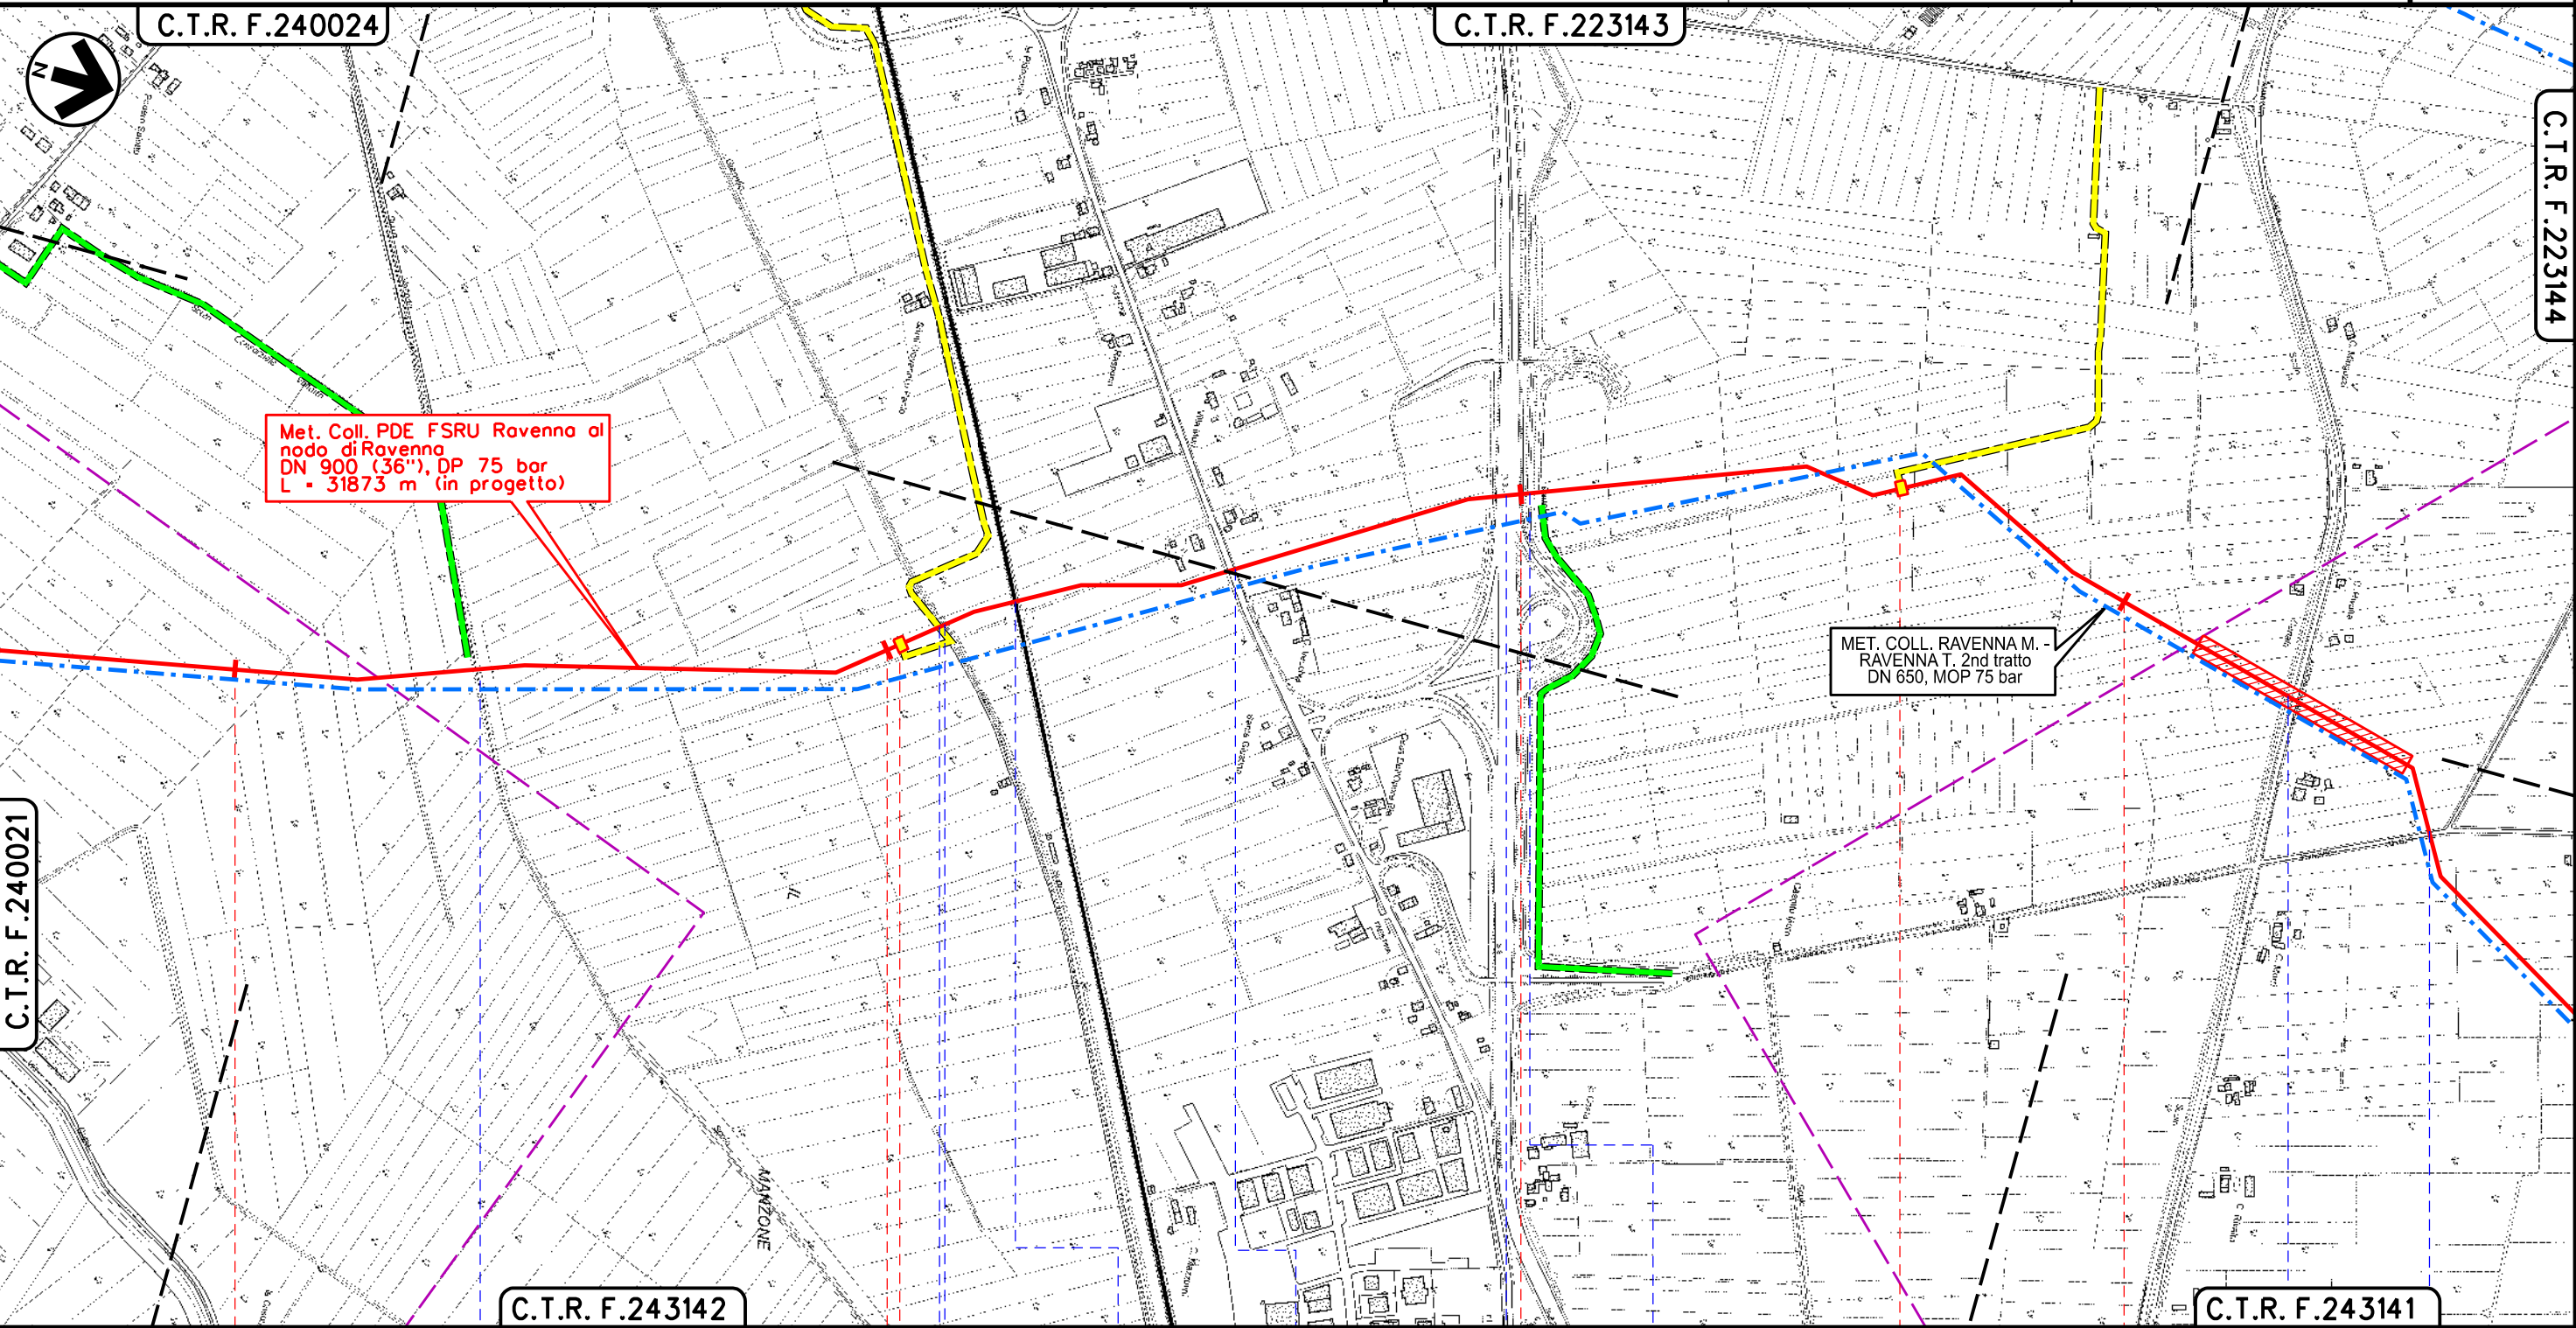 C.T.R. F.240024
C.T.R. F.223143
N
C.T.R. F.223144
Met. Coll. PDE FSRU Ravenna al
nodo di Ravenna
DN 900 (36"), DP 75 bar
L = 31873 m (in progetto)
MET. COLL. RAVENNA M. -
RAVENNA T. 2nd tratto
DN 650, MOP 75 bar
C.T.R. F.240021
MANZONE
C.T.R. F.243142
C.T.R. F.243141